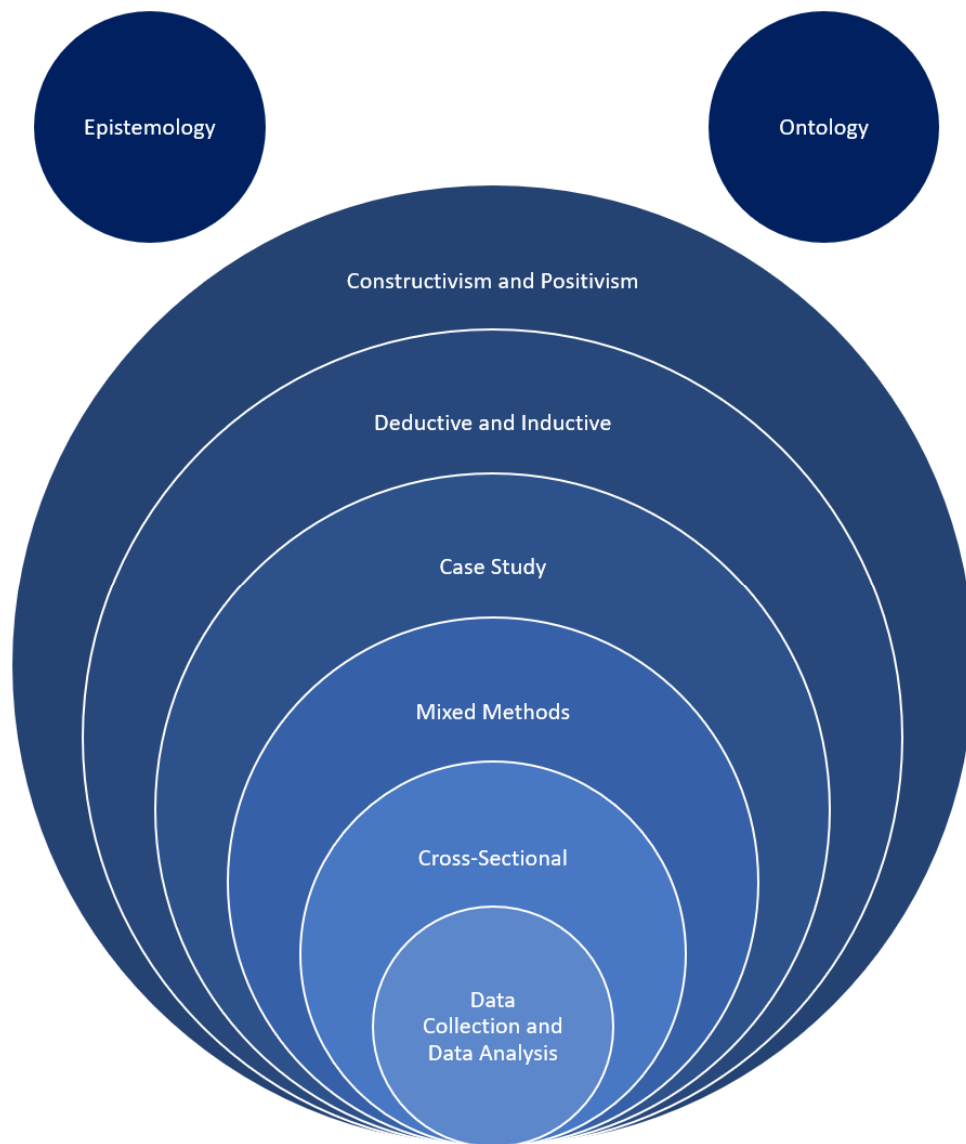 Epistemology
Ontology
Constructivism and Positivism
Deductive and Inductive
Case Study
Mixed Methods
Cross-Sectional
Data
Collection and
Data Analysis